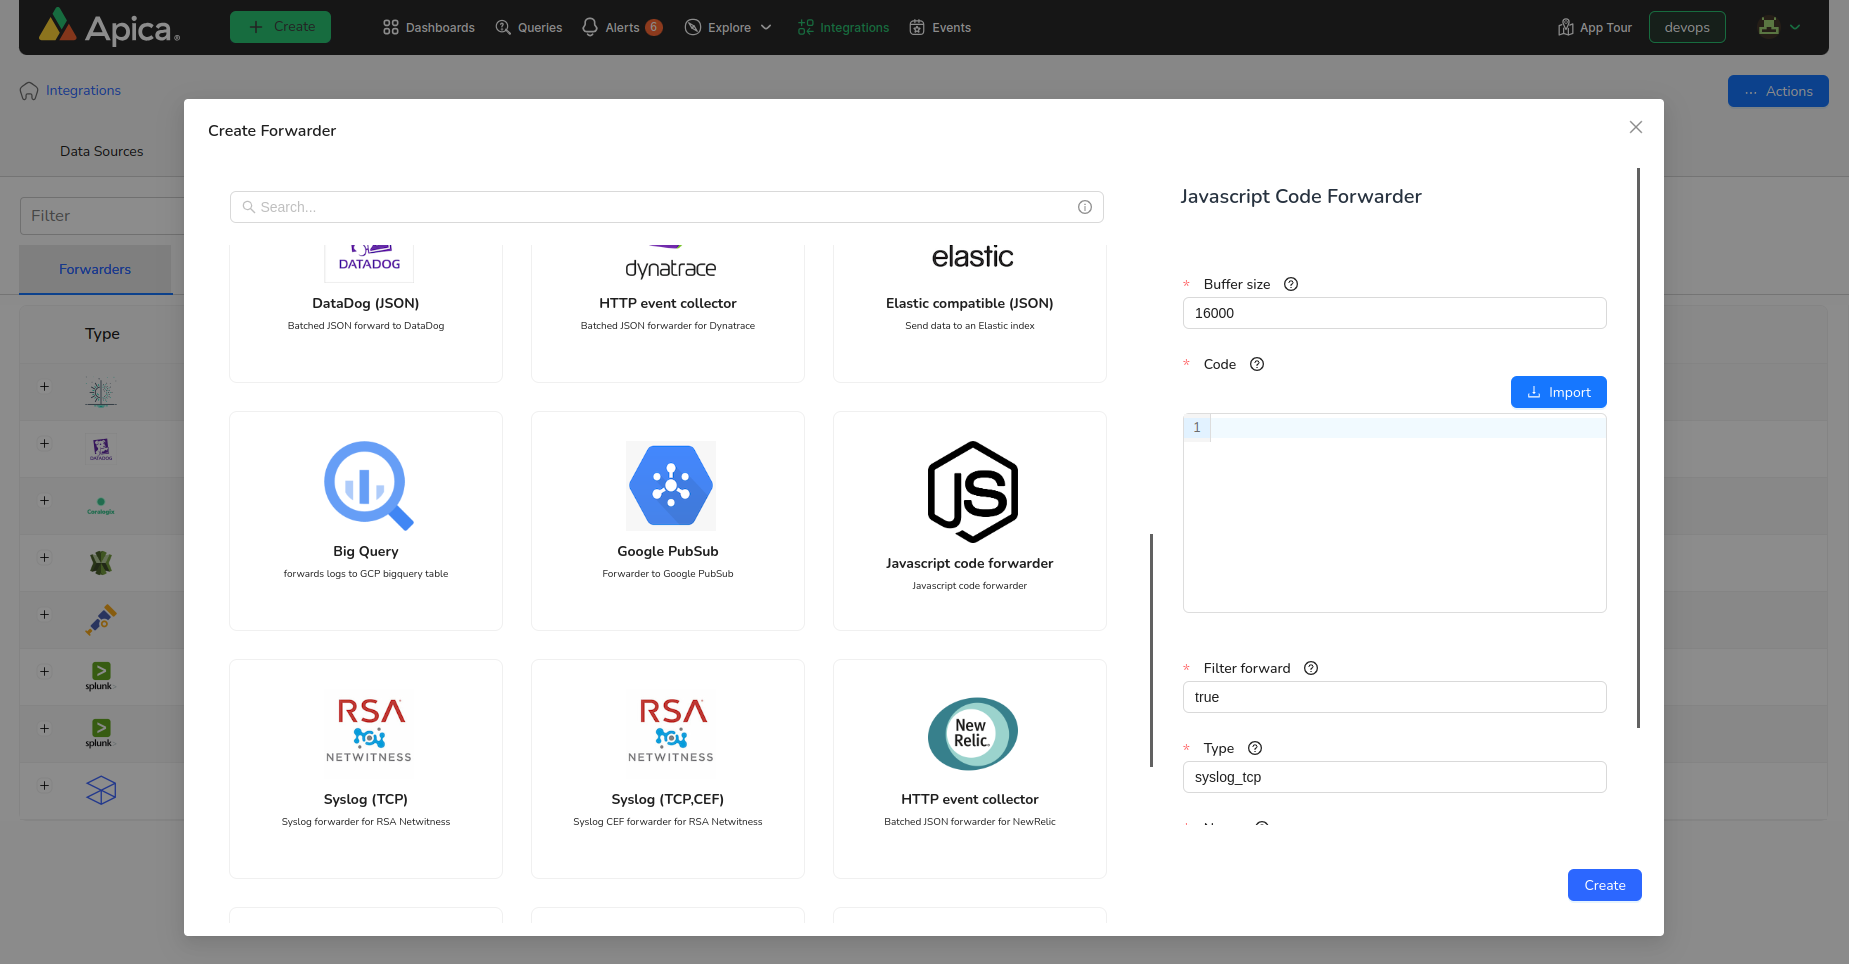 Apica
Create
Dashboards
Queries
Alerts 6
Explore
Integrations
Events
App Tour
devops
Integrations
... Actions
Data Sources
Filter
Forwarders
Type
DATADOG
Coralogix
splunk>
splunk>
Create Forwarder
Search...
DATADOG
DataDog (JSON)
Batched JSON forward to DataDog
dynatrace
HTTP event collector
Batched JSON forwarder for Dynatrace
elastic
Elastic compatible (JSON)
Send data to an Elastic index
Big Query
forwards logs to GCP bigquery table
Google PubSub
Forwarder to Google PubSub
JS
Javascript code forwarder
Javascript code forwarder
RSA
NETWITNESS
Syslog (TCP)
Syslog forwarder for RSA Netwitness
RSA
NETWITNESS
Syslog (TCP,CEF)
Syslog CEF forwarder for RSA Netwitness
New
Relic.
HTTP event collector
Batched JSON forwarder for NewRelic
Javascript Code Forwarder
* Buffer size
16000
* Code
Import
1
* Filter forward
true
* Type
syslog_tcp
Create